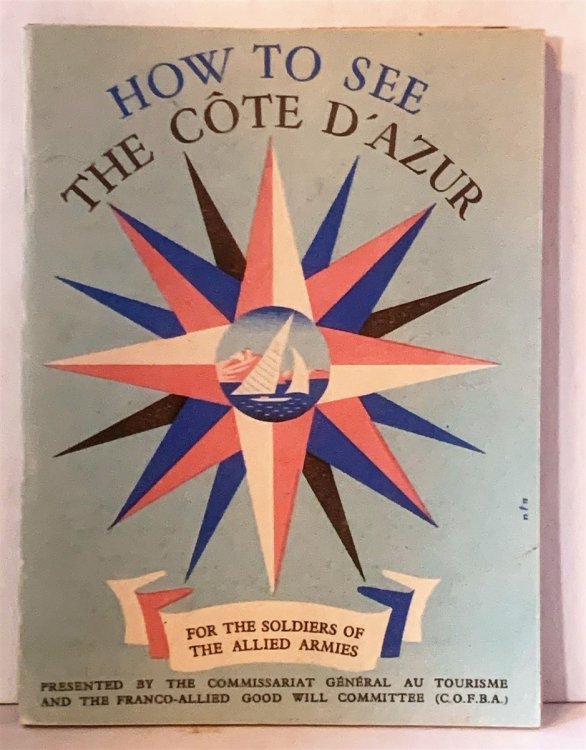 HOW TO SEE
THE CÔTE D'AZUR
FOR THE SOLDIERS OF
THE ALLIED ARMIES
PRESENTED BY THE COMMISSARIAT GÉNÉRAL AU TOURISME
AND THE FRANCO-ALLIED GOOD WILL COMMITTEE (C.O.F.B.A.)